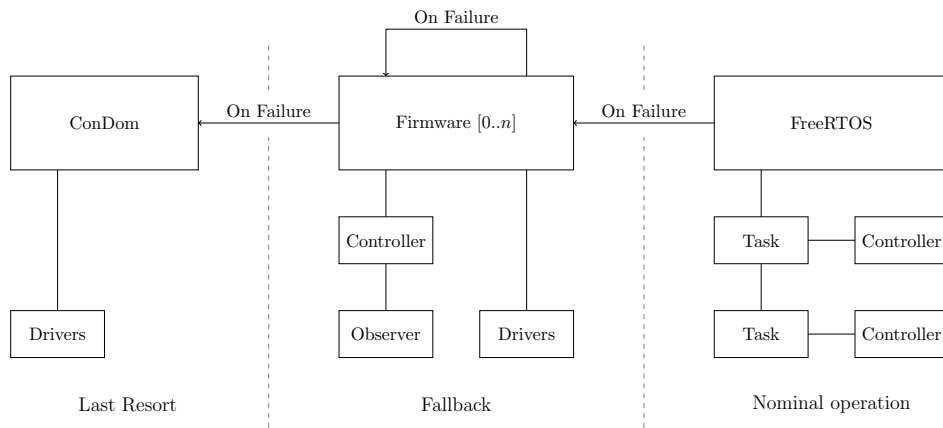 On Failure
ConDom
On Failure
Firmware [0..n]
On Failure
FreeRTOS
Controller
Task
Controller
Drivers
Observer
Drivers
Task
Controller
Last Resort
Fallback
Nominal operation